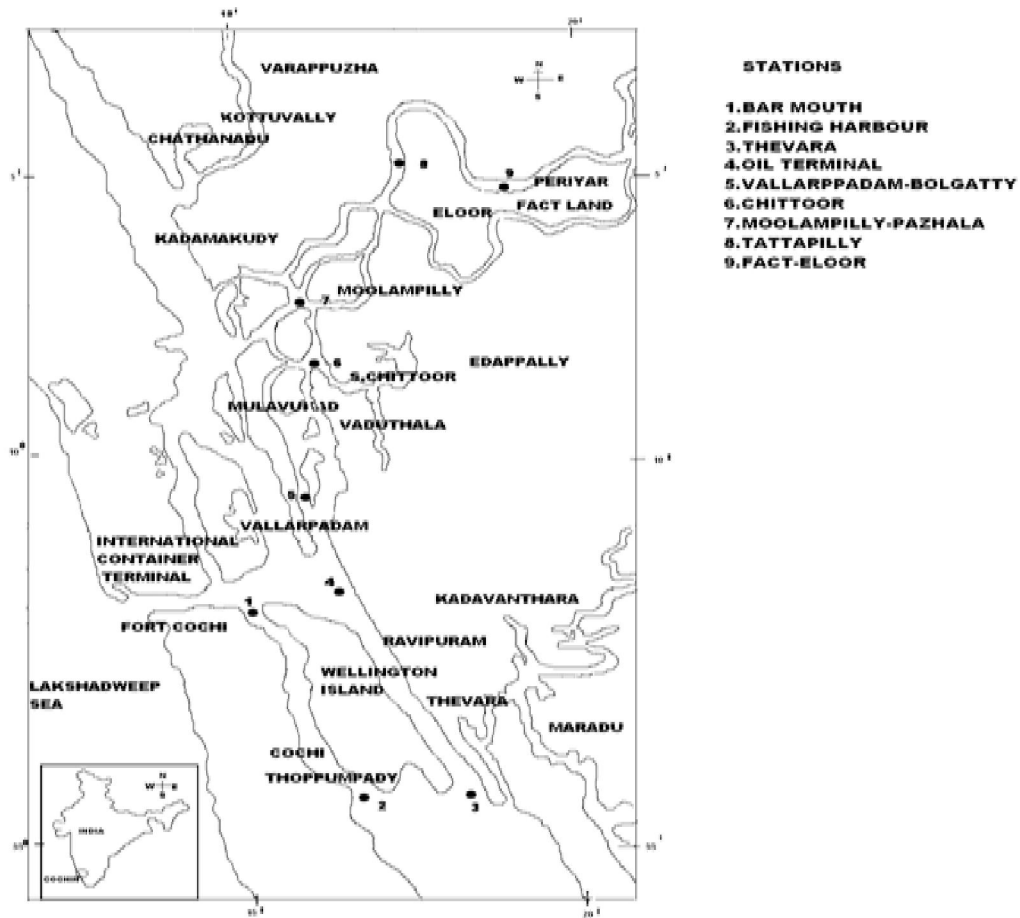 VARAPPUZHA
KOTTUVALLY
CHATHANADU
N
W E
S
8
9
PERIYAR
FACT LAND
ELOOR
KADAMAKUDY
MOOLAMPILLY
7
6
EDAPPALLY
S.CHITTOOR
VADUTHALA
5
VALLARPADAM
INTERNATIONAL
CONTAINER
TERMINAL
4
1
KADAVANTHARA
FORT COCHI
RAVIPURAM
WELLINGTON
ISLAND
LAKSHADWEEP
SEA
THEVARA
MARADU
COCHI
THOPPUMPADY
2
3
N
W E
S
INDIA
COCHIN
STATIONS
1.BAR MOUTH
2.FISHING HARBOUR
3.THEVARA
4.OIL TERMINAL
5.VALLARPPADAM-BOLGATTY
6.CHITTOOR
7.MOOLAMPILLY-PAZHALA
8.TATTAPILLY
9.FACT-ELOOR